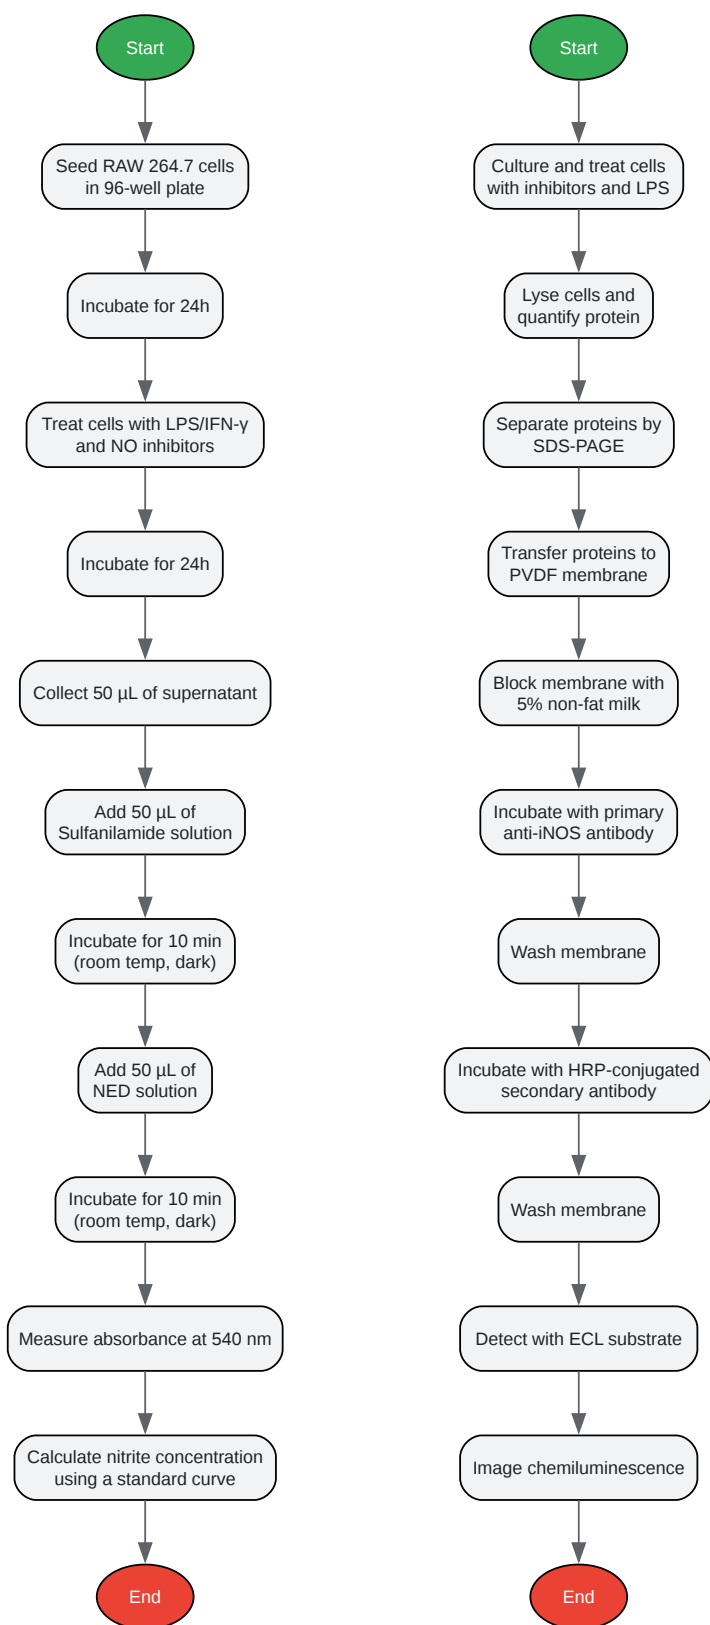 Start
Seed RAW 264.7 cells
in 96-well plate
Incubate for 24h
Treat cells with LPS/IFN-γ
and NO inhibitors
Incubate for 24h
Collect 50 µL of supernatant
Add 50 µL of
Sulfanilamide solution
Incubate for 10 min
(room temp, dark)
Add 50 µL of
NED solution
Incubate for 10 min
(room temp, dark)
Measure absorbance at 540 nm
Calculate nitrite concentration
using a standard curve
End
Start
Culture and treat cells
with inhibitors and LPS
Lyse cells and
quantify protein
Separate proteins by
SDS-PAGE
Transfer proteins to
PVDF membrane
Block membrane with
5% non-fat milk
Incubate with primary
anti-iNOS antibody
Wash membrane
Incubate with HRP-conjugated
secondary antibody
Wash membrane
Detect with ECL substrate
Image chemiluminescence
End